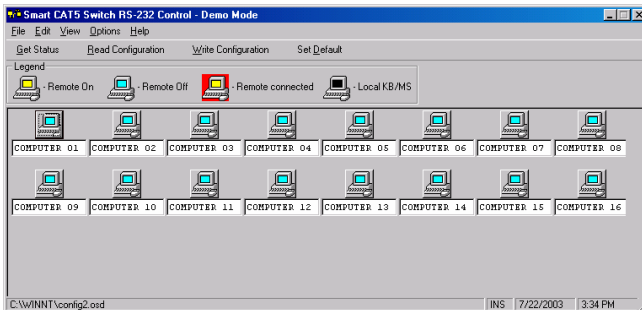 Smart CAT5 Switch RS-232 Control - Demo Mode
File Edit View Options Help
Get Status Read Configuration Write Configuration Set Default
Legend
- Remote On - Remote Off - Remote connected - Local KB/MS
COMPUTER 01 COMPUTER 02 COMPUTER 03 COMPUTER 04 COMPUTER 05 COMPUTER 06 COMPUTER 07 COMPUTER 08
COMPUTER 09 COMPUTER 10 COMPUTER 11 COMPUTER 12 COMPUTER 13 COMPUTER 14 COMPUTER 15 COMPUTER 16
C:\WINNT\config2.osd INS 7/22/2003 3:34 PM